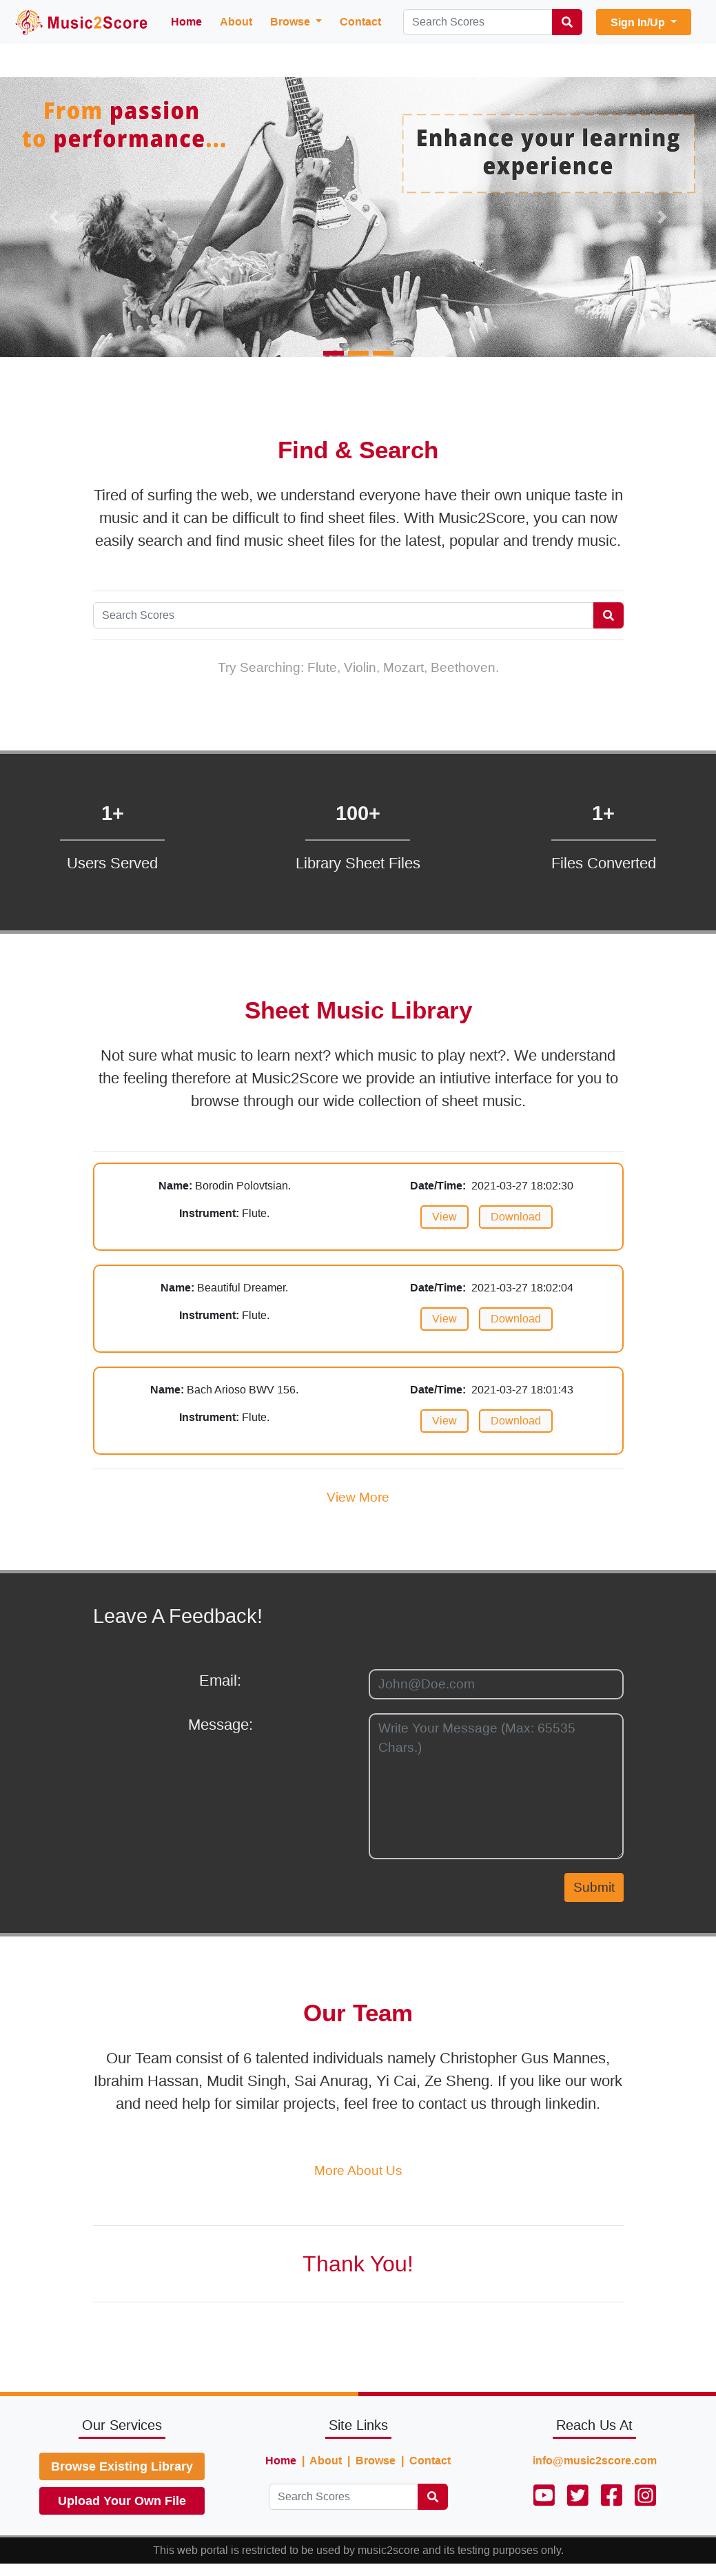 Music2Score Home About Browse Contact Search Scores Sign In/Up
From passion
to performance...
Enhance your learning
experience
Find & Search
Tired of surfing the web, we understand everyone have their own unique taste in
music and it can be difficult to find sheet files. With Music2Score, you can now
easily search and find music sheet files for the latest, popular and trendy music.
Search Scores
Try Searching: Flute, Violin, Mozart, Beethoven.
1+ 100+ 1+
Users Served Library Sheet Files Files Converted
Sheet Music Library
Not sure what music to learn next? which music to play next?. We understand
the feeling therefore at Music2Score we provide an intiutive interface for you to
browse through our wide collection of sheet music.
Name: Borodin Polovtsian. Date/Time: 2021-03-27 18:02:30
Instrument: Flute. View Download
Name: Beautiful Dreamer. Date/Time: 2021-03-27 18:02:04
Instrument: Flute. View Download
Name: Bach Arioso BWV 156. Date/Time: 2021-03-27 18:01:43
Instrument: Flute. View Download
View More
Leave A Feedback!
Email: John@Doe.com
Message: Write Your Message (Max: 65535
Chars.)
Submit
Our Team
Our Team consist of 6 talented individuals namely Christopher Gus Mannes,
Ibrahim Hassan, Mudit Singh, Sai Anurag, Yi Cai, Ze Sheng. If you like our work
and need help for similar projects, feel free to contact us through linkedin.
More About Us
Thank You!
Our Services Site Links Reach Us At
Browse Existing Library Home | About | Browse | Contact info@music2score.com
Upload Your Own File Search Scores
This web portal is restricted to be used by music2score and its testing purposes only.